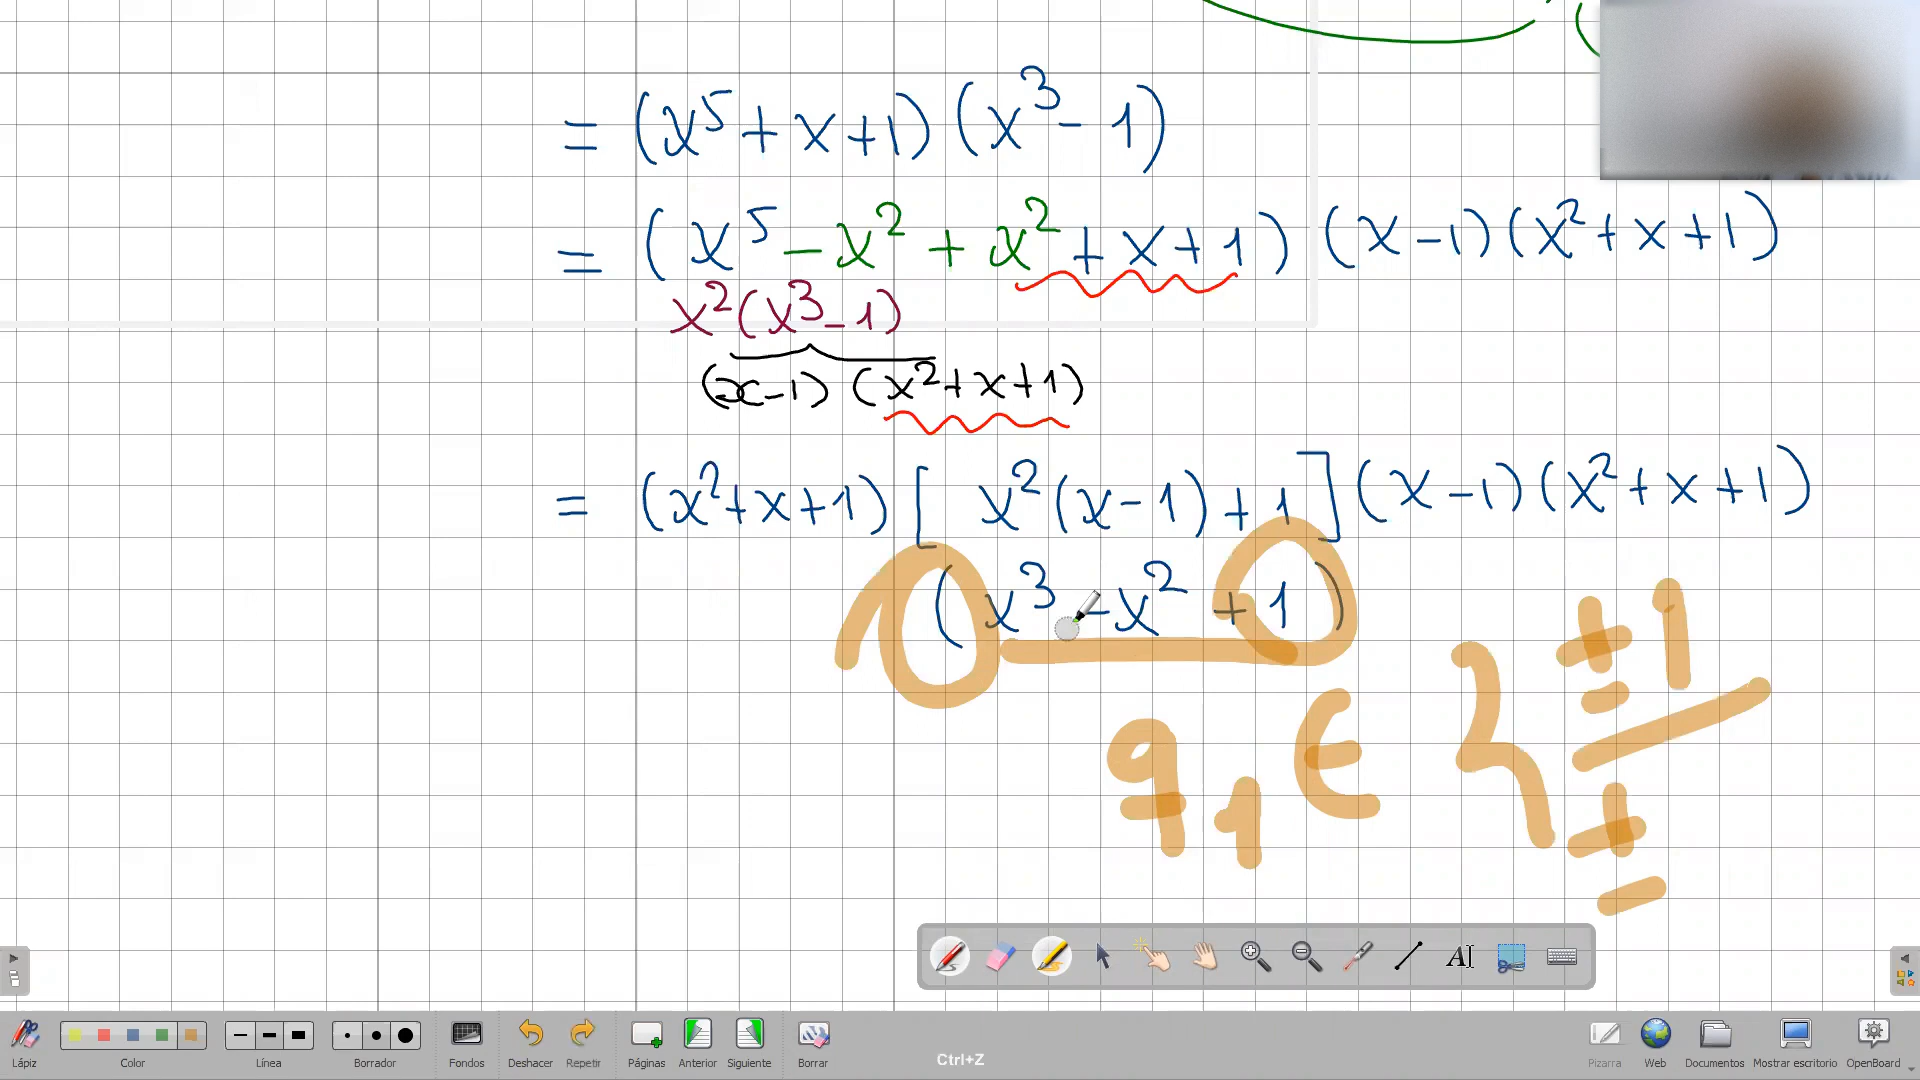 = (x⁵ + x + 1) (x³ - 1)
= (x⁵ - x² + x² + x + 1) (x - 1) (x² + x + 1)
x² (x³ - 1)
(x - 1) (x² + x + 1)
= (x² + x + 1) [ x² (x - 1) + 1 ] (x - 1) (x² + x + 1)
( x³ - x² + 1 )
± 1
±
Lápiz
Color
Línea
Borrador
Fondos
Deshacer
Repetir
Páginas
Anterior
Siguiente
Borrar
Ctrl+Z
Pizarra
Web
Documentos
Mostrar escritorio
OpenBoard